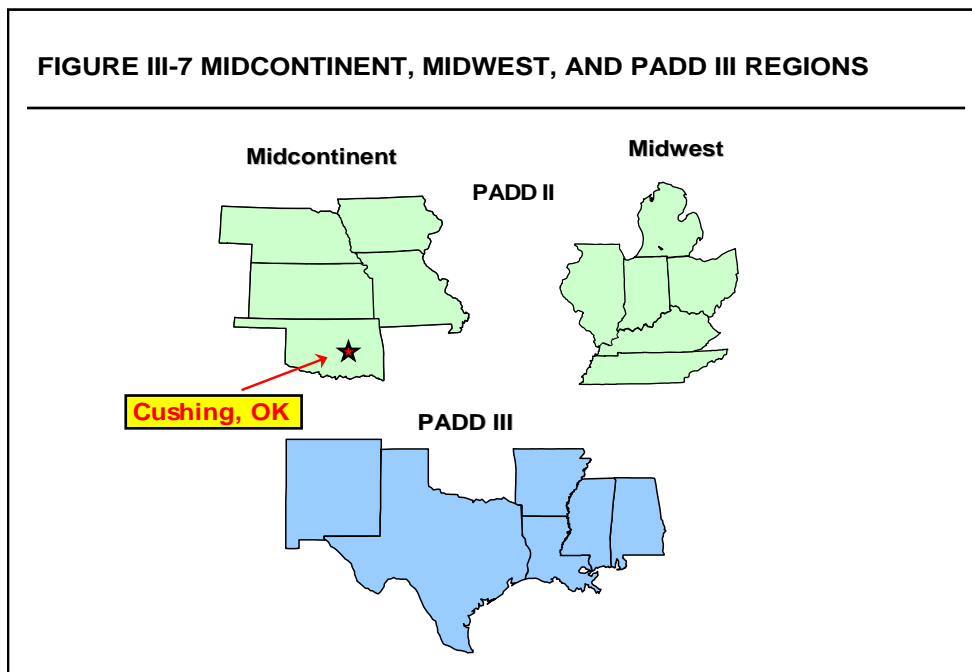 FIGURE III-7 MIDCONTINENT, MIDWEST, AND PADD III REGIONS
Midcontinent
Midwest
PADD II
Cushing, OK
PADD III